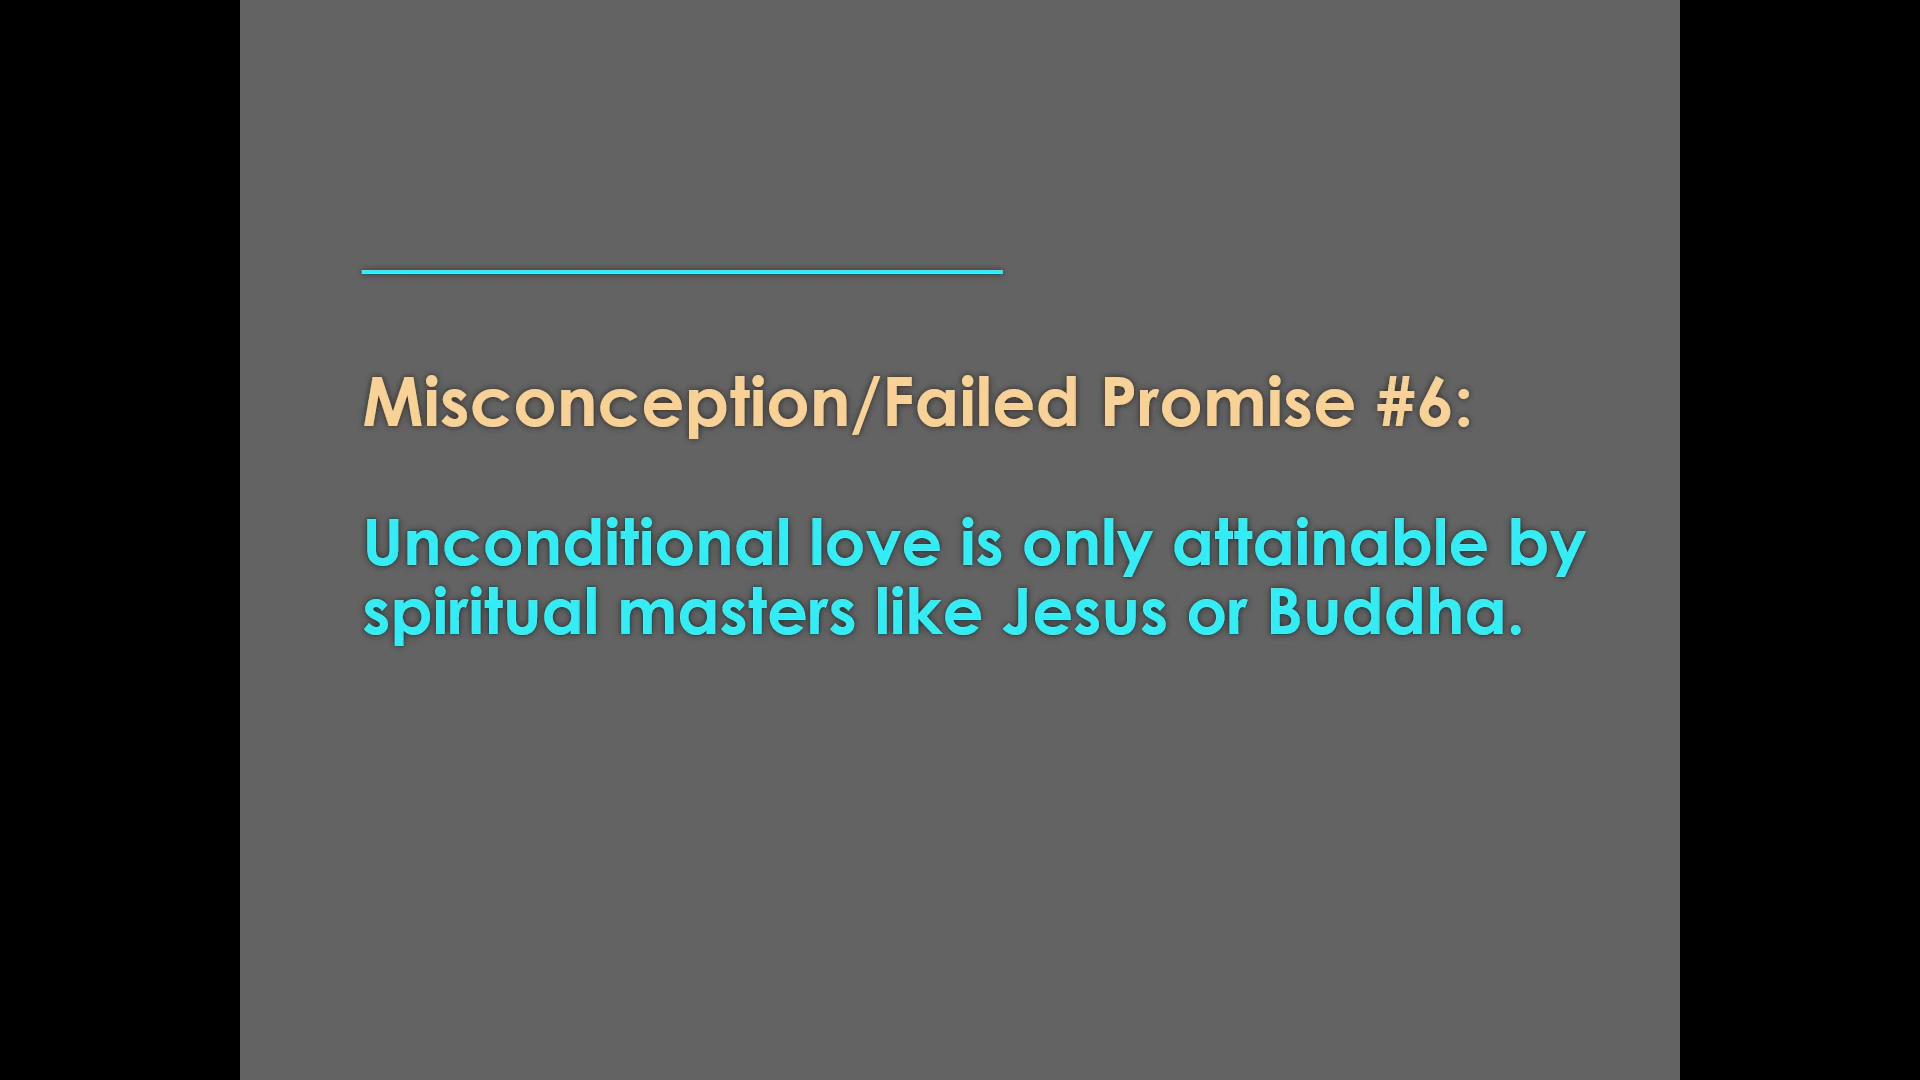 Misconception/Failed Promise #6:
Unconditional love is only attainable by
spiritual masters like Jesus or Buddha.